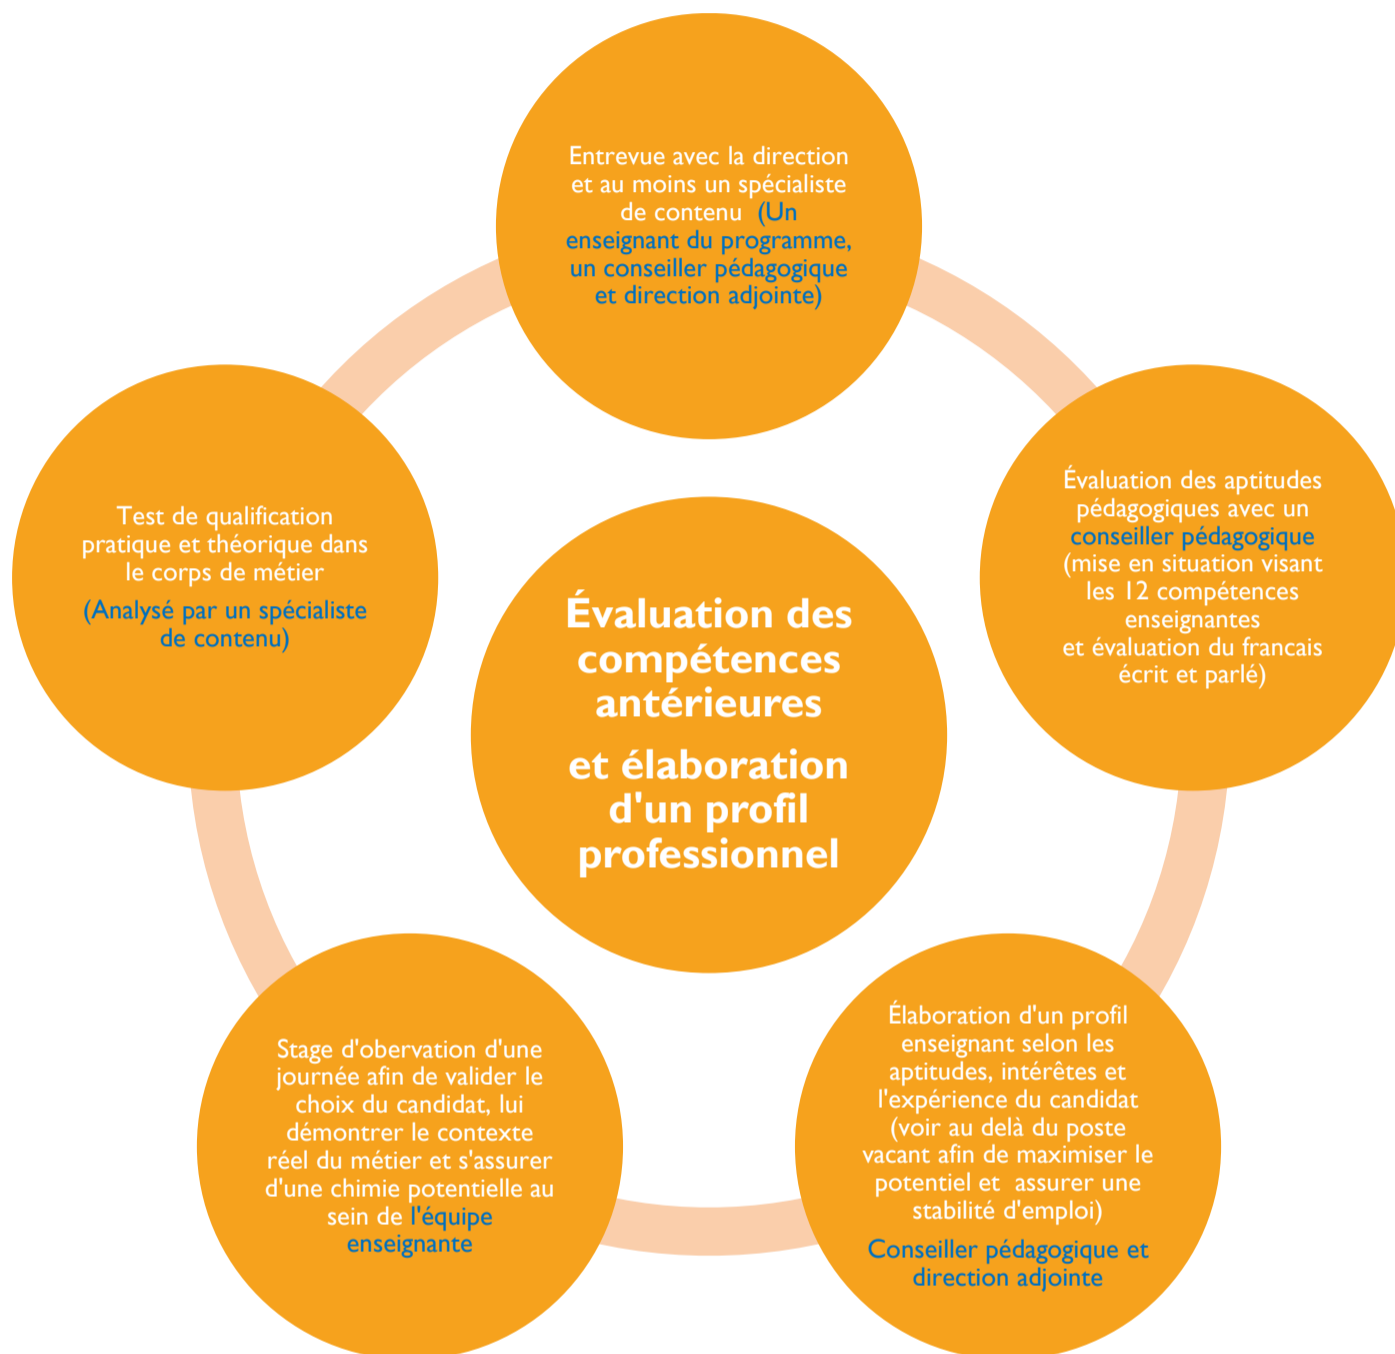 Entrevue avec la direction
et au moins un spécialiste
de contenu (Un
enseignant du programme,
un conseiller pédagogique
et direction adjointe)
Évaluation des aptitudes
pédagogiques avec un
conseiller pédagogique
(mise en situation visant
les 12 compétences
enseignantes
et évaluation du francais
écrit et parlé)
Élaboration d'un profil
enseignant selon les
aptitudes, intérêtes et
l'expérience du candidat
(voir au delà du poste
vacant afin de maximiser le
potentiel et assurer une
stabilité d'emploi)
Conseiller pédagogique et
direction adjointe
Stage d'obervation d'une
journée afin de valider le
choix du candidat, lui
démontrer le contexte
réel du métier et s'assurer
d'une chimie potentielle au
sein de l'équipe
enseignante
Test de qualification
pratique et théorique dans
le corps de métier
(Analysé par un spécialiste
de contenu)
Évaluation des
compétences
antérieures
et élaboration
d'un profil
professionnel